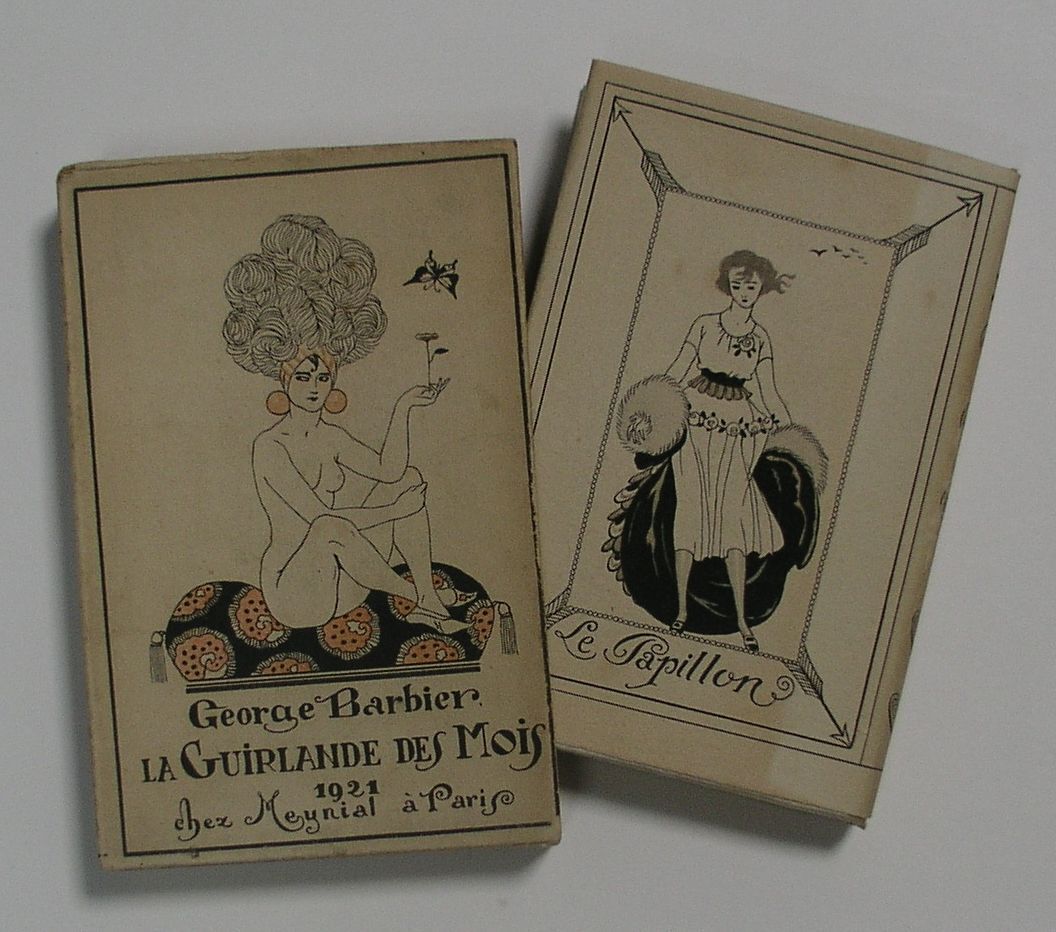 George Barbier.
LA GUIRLANDE DES MOIS
1921
chez Meynial à Paris
Le Papillon